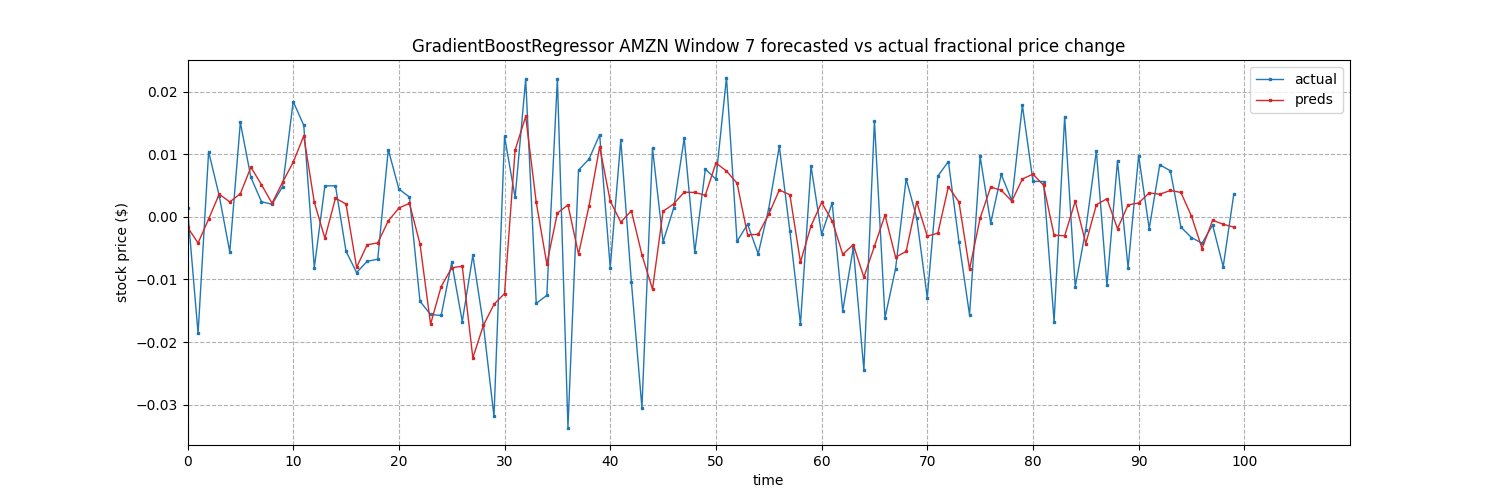 GradientBoostRegressor AMZN Window 7 forecasted vs actual fractional price change
actual
preds
stock price ($)
0.02
0.01
0.00
−0.01
−0.02
−0.03
0 10 20 30 40 50 60 70 80 90 100
time